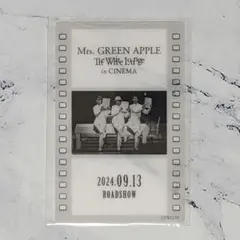 Mrs. GREEN APPLE
The White Lounge
in CINEMA
2024.09.13
ROADSHOW